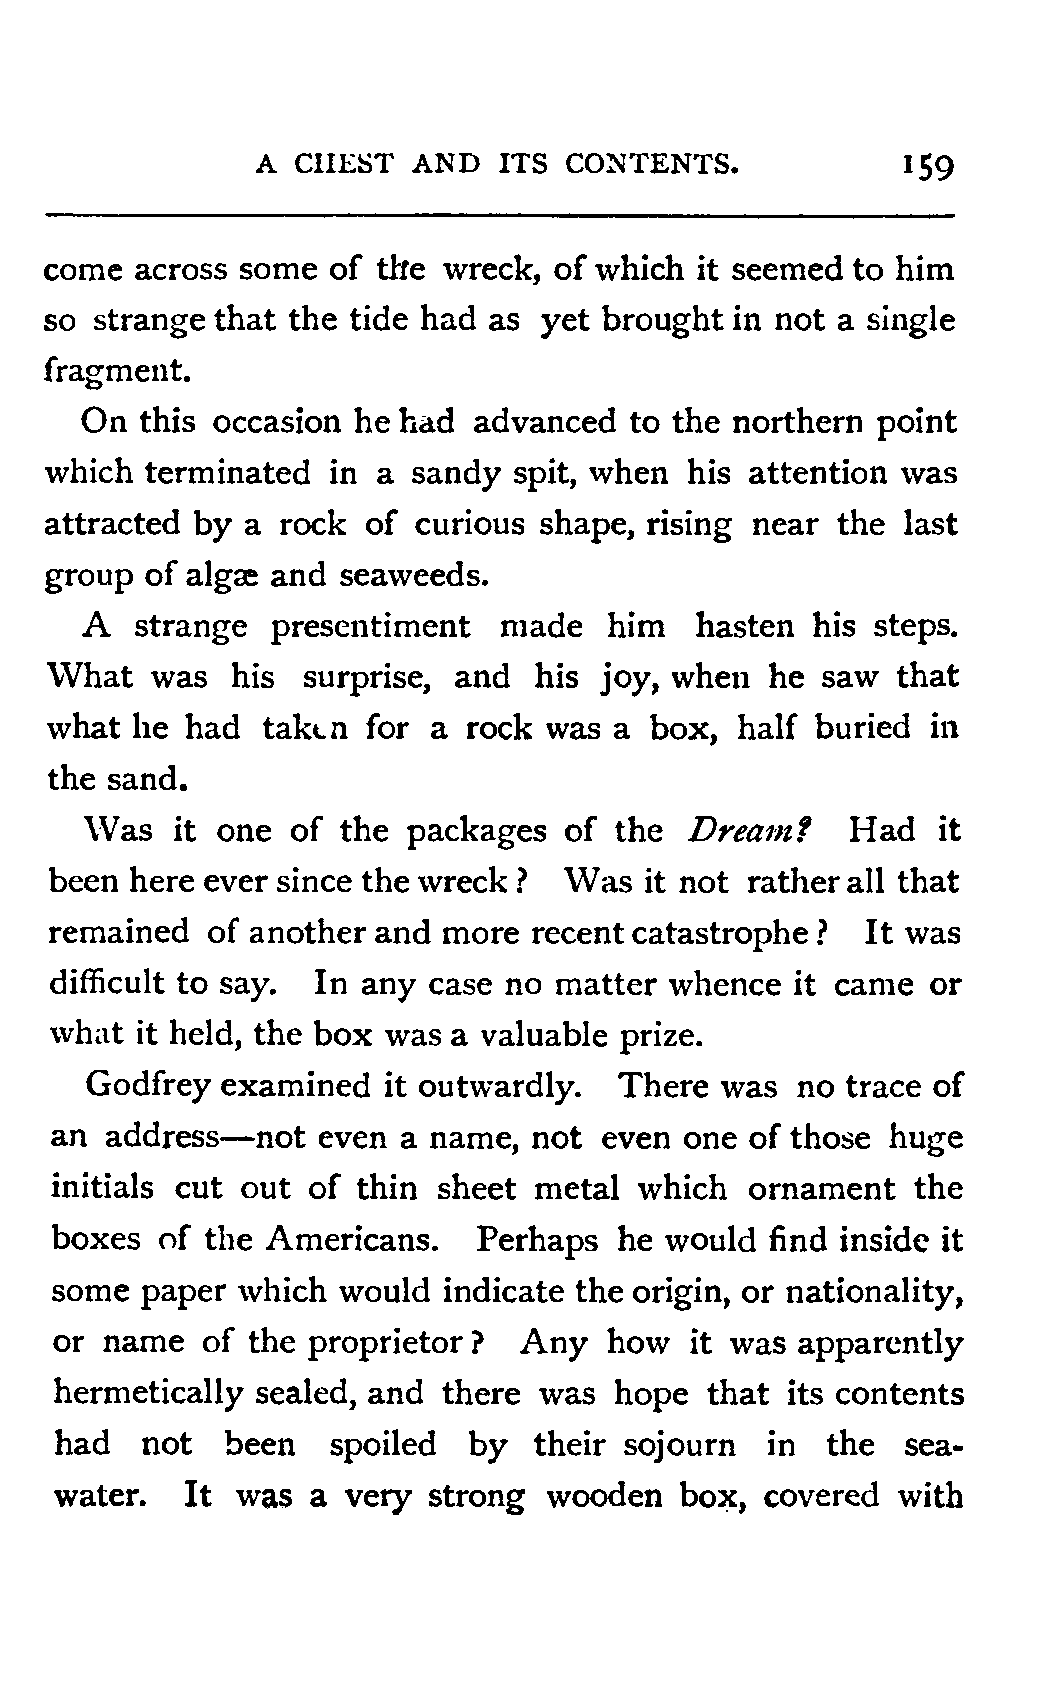 A CHEST AND ITS CONTENTS. 159
come across some of the wreck, of which it seemed to him
so strange that the tide had as yet brought in not a single
fragment.
On this occasion he had advanced to the northern point
which terminated in a sandy spit, when his attention was
attracted by a rock of curious shape, rising near the last
group of algæ and seaweeds.
A strange presentiment made him hasten his steps.
What was his surprise, and his joy, when he saw that
what he had taken for a rock was a box, half buried in
the sand.
Was it one of the packages of the Dream? Had it
been here ever since the wreck? Was it not rather all that
remained of another and more recent catastrophe? It was
difficult to say. In any case no matter whence it came or
what it held, the box was a valuable prize.
Godfrey examined it outwardly. There was no trace of
an address—not even a name, not even one of those huge
initials cut out of thin sheet metal which ornament the
boxes of the Americans. Perhaps he would find inside it
some paper which would indicate the origin, or nationality,
or name of the proprietor? Any how it was apparently
hermetically sealed, and there was hope that its contents
had not been spoiled by their sojourn in the sea-
water. It was a very strong wooden box, covered with